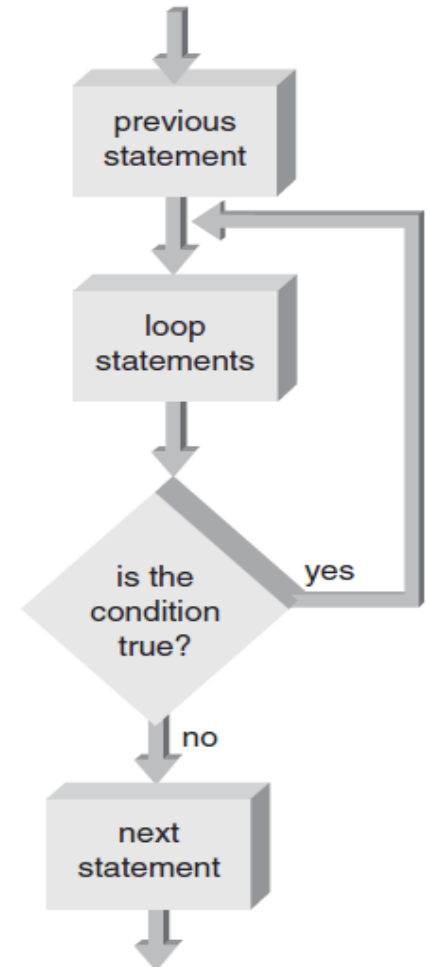 previous
statement
loop
statements
is the
condition
true?
yes
no
next
statement